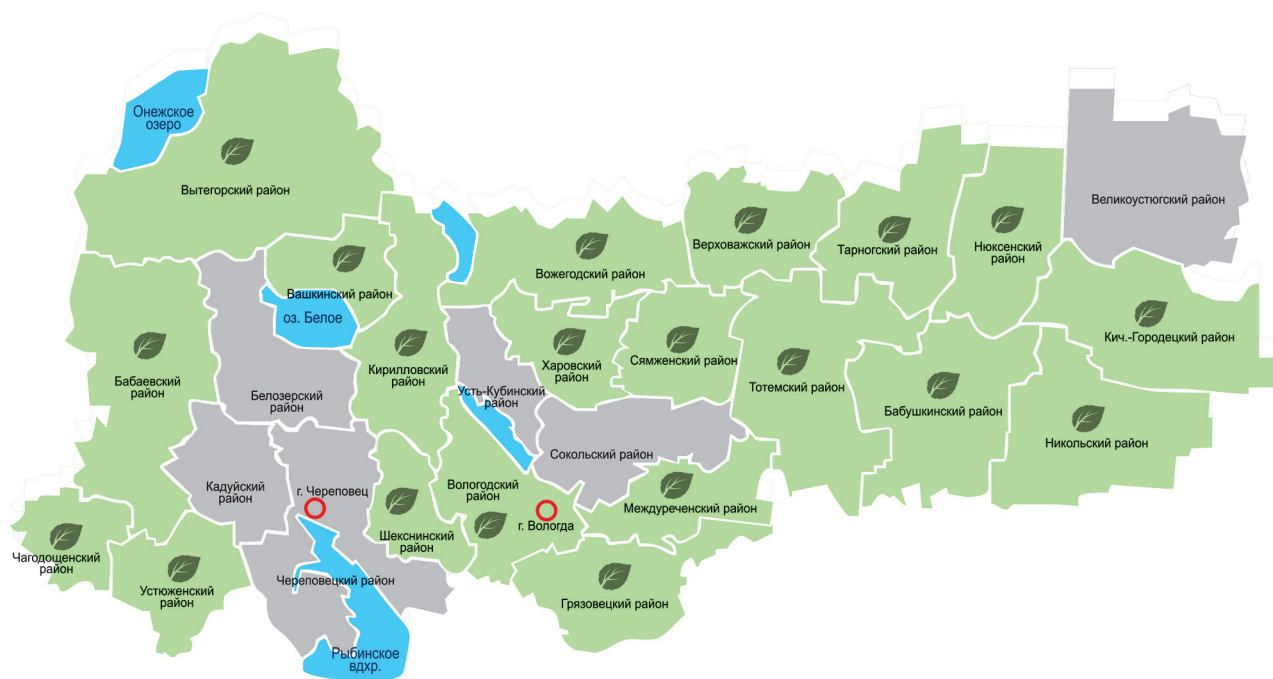 Онежское
озеро
Вытегорский район
Великоустюгский район
Верховажский район
Тарногский район
Нюксенский
район
Вожегодский район
Вашкинский район
оз. Белое
Кич.-Городецкий район
Харовский
район
Сямженский район
Кирилловский
район
Бабаевский
район
Тотемский район
Усть-Кубинский
район
Белозерский
район
Бабушкинский район
Никольский район
Сокольский район
Вологодский
район
Кадуйский
район
г. Череповец
Междуреченский район
г. Вологда
Шекснинский
район
Чагодощенский
район
Череповецкий район
Устюженский
район
Грязовецкий район
Рыбинское
вдхр.